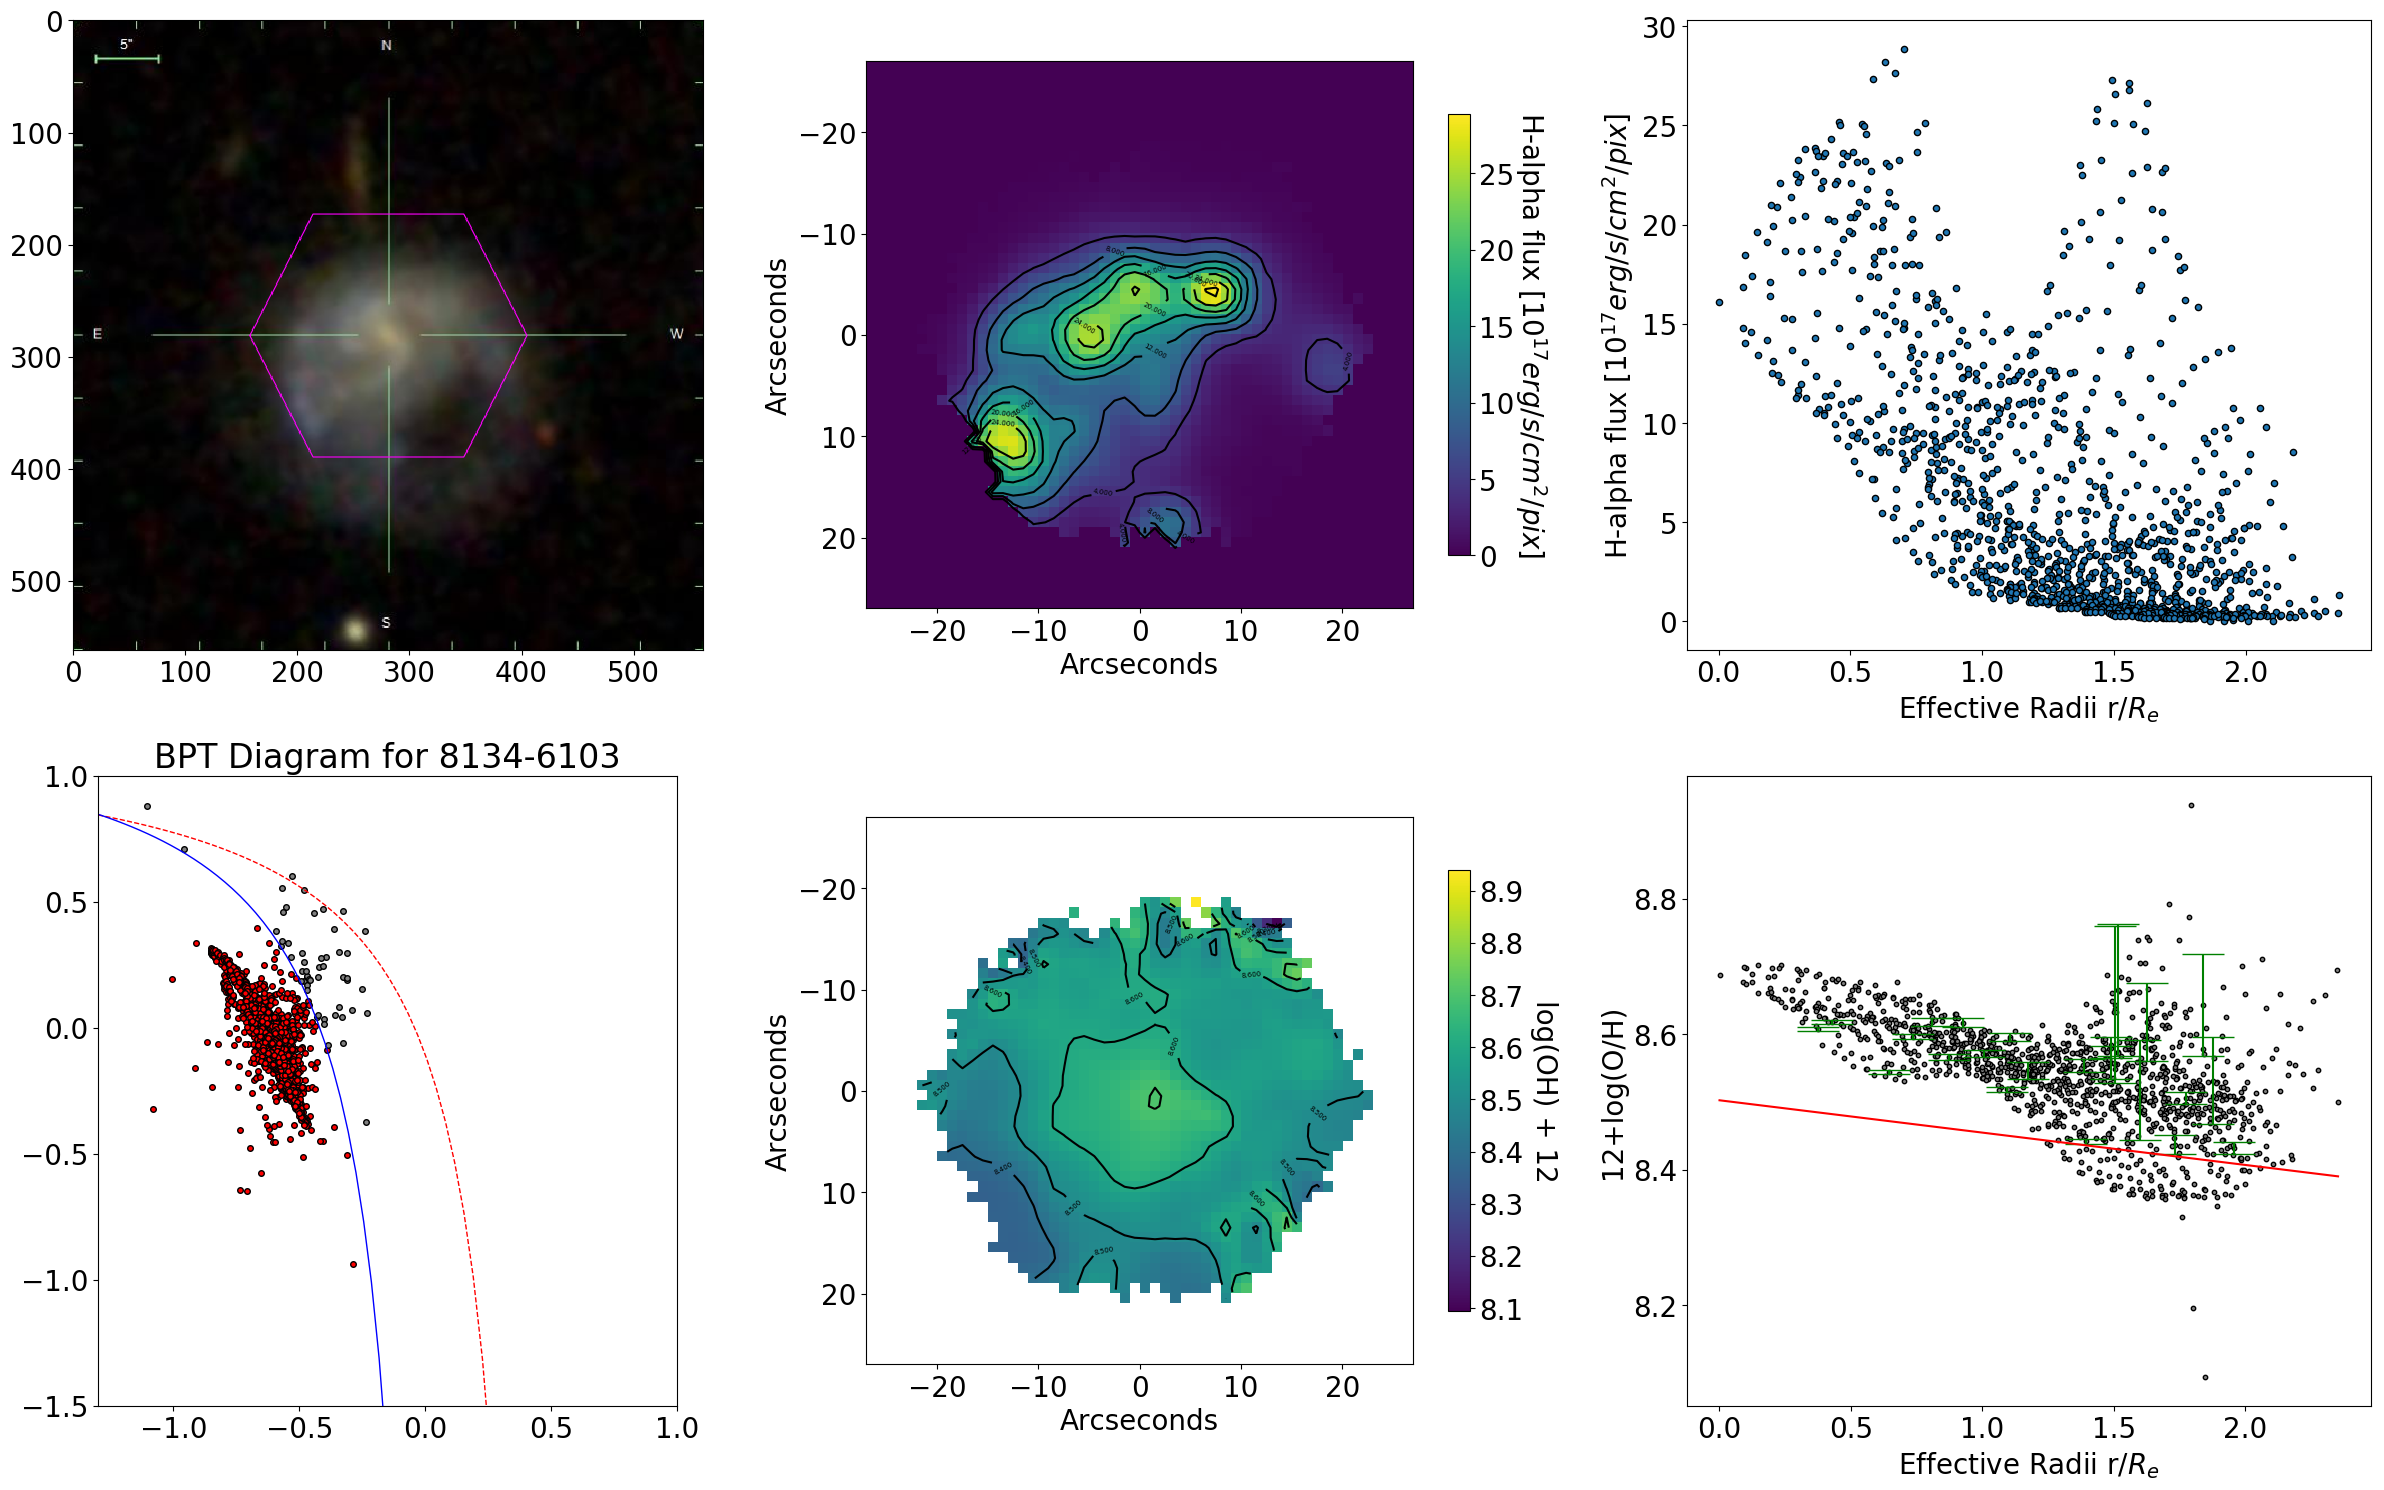 0
100
200
300
400
500
5"
N
E
W
S
0 100 200 300 400 500
−20
−10
0
10
20
Arcseconds
−20 −10 0 10 20
Arcseconds
25
20
15
10
5
0
H-alpha flux [10^17 erg/s/cm^2/pix]
30
25
20
15
10
5
0
H-alpha flux [10^17 erg/s/cm^2/pix]
0.0 0.5 1.0 1.5 2.0
Effective Radii r/R_e
BPT Diagram for 8134-6103
1.0
0.5
0.0
−0.5
−1.0
−1.5
−1.0 −0.5 0.0 0.5 1.0
−20
−10
0
10
20
Arcseconds
−20 −10 0 10 20
Arcseconds
8.9
8.8
8.7
8.6
8.5
8.4
8.3
8.2
8.1
log(OH) + 12
8.8
8.6
8.4
8.2
12+log(O/H)
0.0 0.5 1.0 1.5 2.0
Effective Radii r/R_e